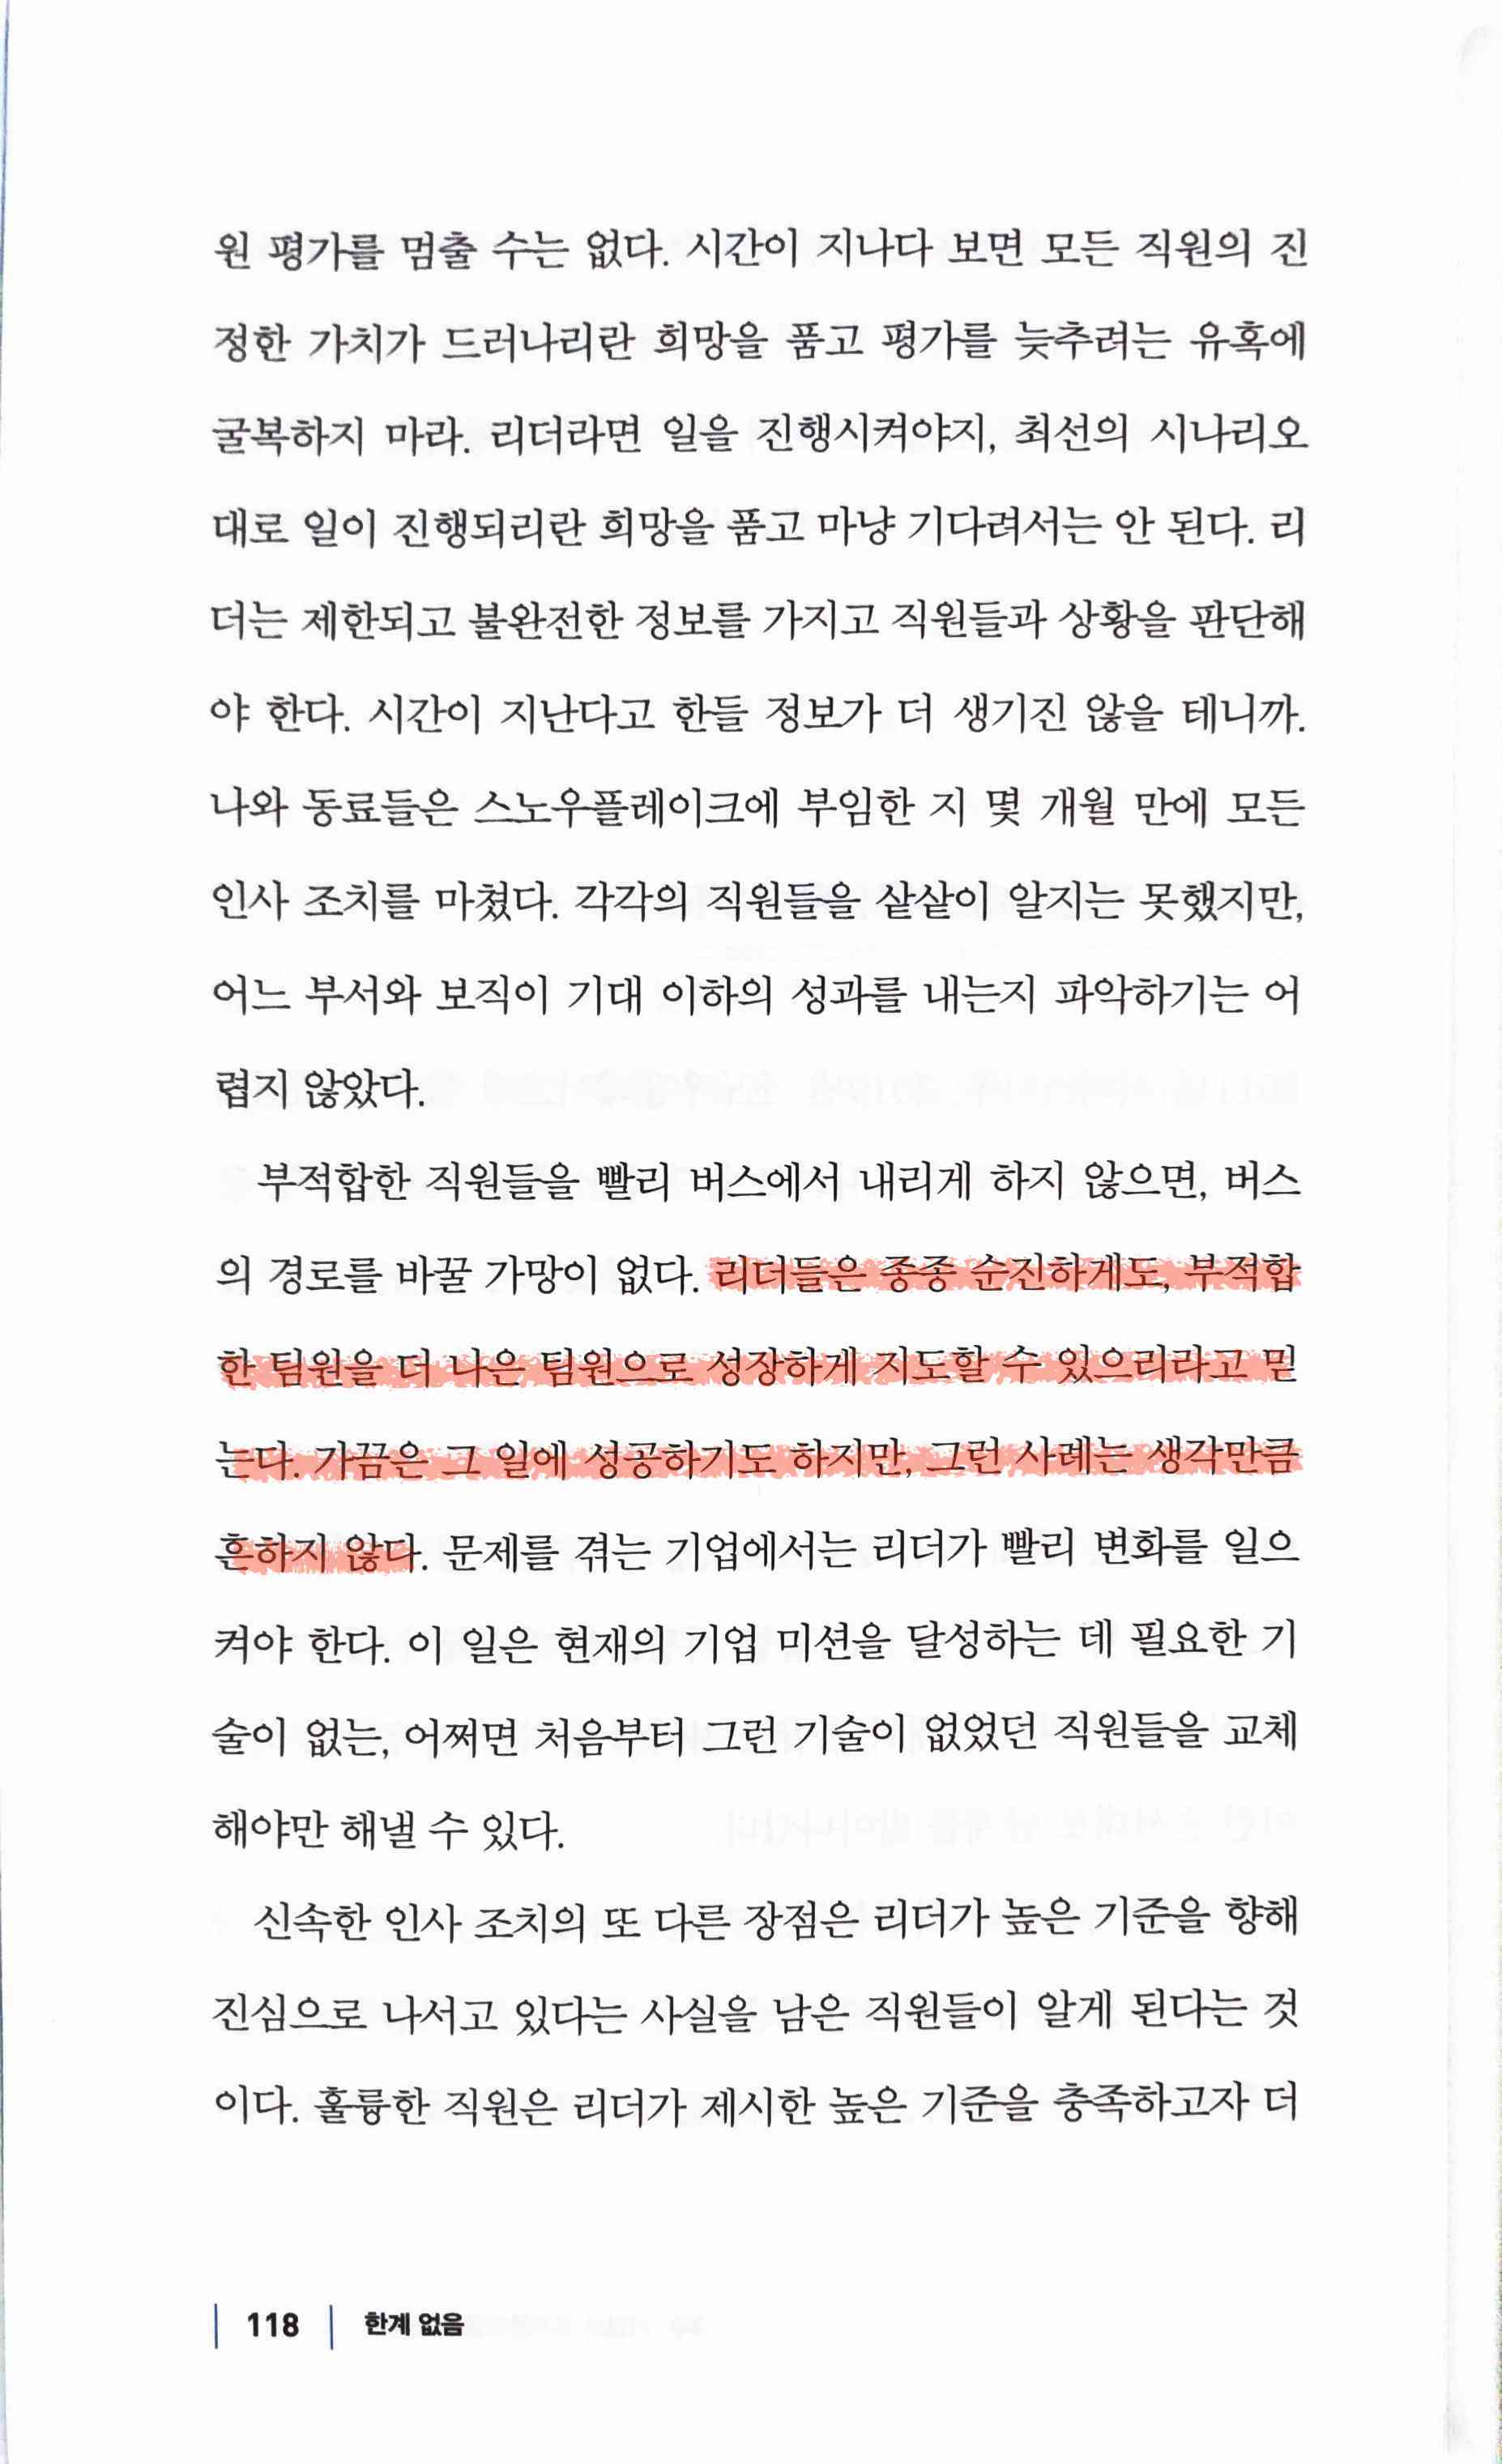 원 평가를 멈출 수는 없다. 시간이 지나다 보면 모든 직원의 진
정한 가치가 드러나리란 희망을 품고 평가를 늦추려는 유혹에
굴복하지 마라. 리더라면 일을 진행시켜야지, 최선의 시나리오
대로 일이 진행되리란 희망을 품고 마냥 기다려서는 안 된다. 리
더는 제한되고 불완전한 정보를 가지고 직원들과 상황을 판단해
야 한다. 시간이 지난다고 한들 정보가 더 생기진 않을 테니까.
나와 동료들은 스노우플레이크에 부임한 지 몇 개월 만에 모든
인사 조치를 마쳤다. 각각의 직원들을 샅샅이 알지는 못했지만,
어느 부서와 보직이 기대 이하의 성과를 내는지 파악하기는 어
렵지 않았다.
부적합한 직원들을 빨리 버스에서 내리게 하지 않으면, 버스
의 경로를 바꿀 가망이 없다. 리더들은 종종 순진하게도, 부적합
한 팀원을 더 나은 팀원으로 성장하게 지도할 수 있으리라고 믿
는다. 가끔은 그 일에 성공하기도 하지만, 그런 사례는 생각만큼
흔하지 않다. 문제를 겪는 기업에서는 리더가 빨리 변화를 일으
켜야 한다. 이 일은 현재의 기업 미션을 달성하는 데 필요한 기
술이 없는, 어쩌면 처음부터 그런 기술이 없었던 직원들을 교체
해야만 해낼 수 있다.
신속한 인사 조치의 또 다른 장점은 리더가 높은 기준을 향해
진심으로 나서고 있다는 사실을 남은 직원들이 알게 된다는 것
이다. 훌륭한 직원은 리더가 제시한 높은 기준을 충족하고자 더
118 한계 없음